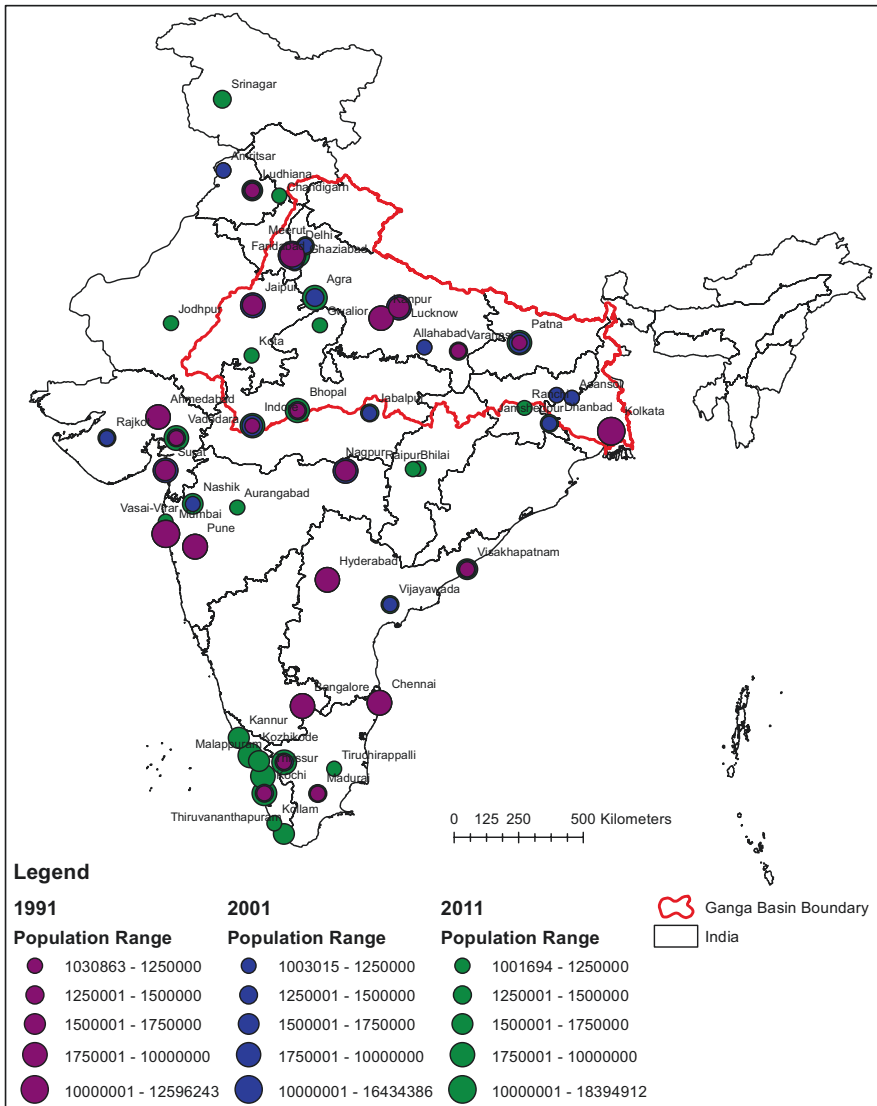 Srinagar
Amritsar
Ludhiana
Chandigarh
Meerut
Delhi
Faridabad
Ghaziabad
Agra
Jaipur
Kanpur
Lucknow
Jodhpur
Gwalior
Allahabad
Varanasi
Patna
Kota
Ahmedabad
Indore
Bhopal
Jabalpur
Ranchi
Asansol
Jamshedpur
Dhanbad
Kolkata
Rajkot
Vadodara
Surat
Nagpur
Raipur
Bhilai
Nashik
Aurangabad
Vasai-Virar
Mumbai
Pune
Hyderabad
Visakhapatnam
Vijayawada
Bangalore
Chennai
Kannur
Kozhikode
Malappuram
Thrissur
Tiruchirappalli
Kochi
Madurai
Kollam
Thiruvananthapuram
0 125 250 500 Kilometers
Legend
1991 2001 2011
Ganga Basin Boundary
Population Range Population Range Population Range
India
1030863 - 1250000 1003015 - 1250000 1001694 - 1250000
1250001 - 1500000 1250001 - 1500000 1250001 - 1500000
1500001 - 1750000 1500001 - 1750000 1500001 - 1750000
1750001 - 10000000 1750001 - 10000000 1750001 - 10000000
10000001 - 12596243 10000001 - 16434386 10000001 - 18394912